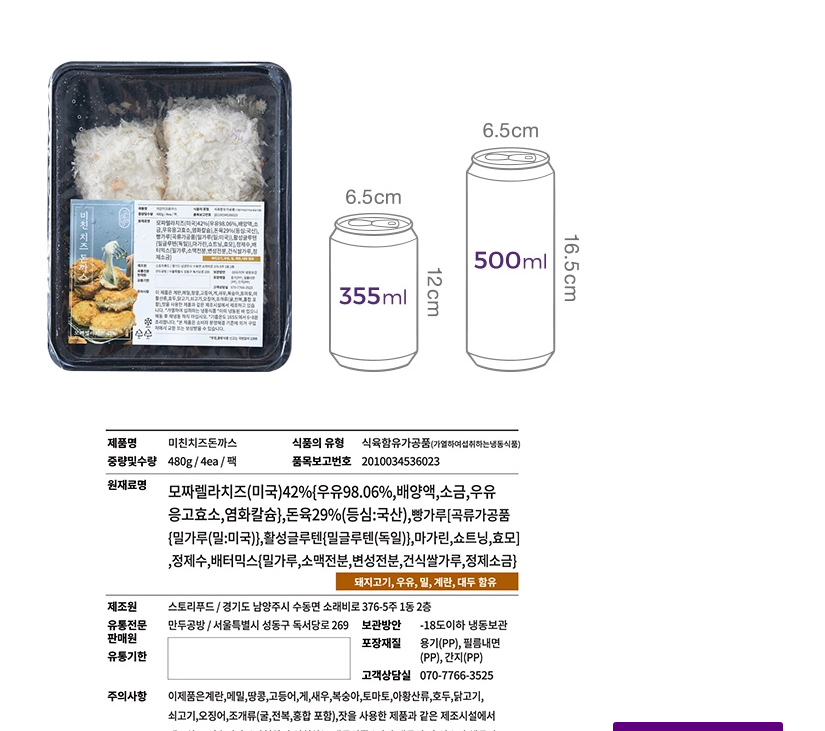 6.5cm
6.5cm
355ml
12cm
500ml
16.5cm
미친 치즈 돈까스
제품명 미친치즈돈까스 식품의 유형 식육함유가공품(가열하여섭취하는냉동식품)
중량및수량 480g / 4ea / 팩 품목보고번호 2010034536023
원재료명 모짜렐라치즈(미국)42%{우유98.06%,배양액,소금,우유
응고효소,염화칼슘},돈육29%(등심:국산),빵가루[곡류가공품
{밀가루(밀:미국)},활성글루텐{밀글루텐(독일)},마가린,쇼트닝,효모]
,정제수,배터믹스{밀가루,소맥전분,변성전분,건식쌀가루,정제소금}
돼지고기, 우유, 밀, 계란, 대두 함유
제조원 스토리푸드 / 경기도 남양주시 수동면 소래비로 376-5주 1동 2층
유통전문 만두공방 / 서울특별시 성동구 독서당로 269 보관방안 -18도이하 냉동보관
판매원
포장재질 용기(PP), 필름내면
유통기한 (PP), 간지(PP)
고객상담실 070-7766-3525
주의사항 이제품은계란,메밀,땅콩,고등어,게,새우,복숭아,토마토,아황산류,호두,닭고기,
쇠고기,오징어,조개류(굴,전복,홍합 포함),잣을 사용한 제품과 같은 제조시설에서